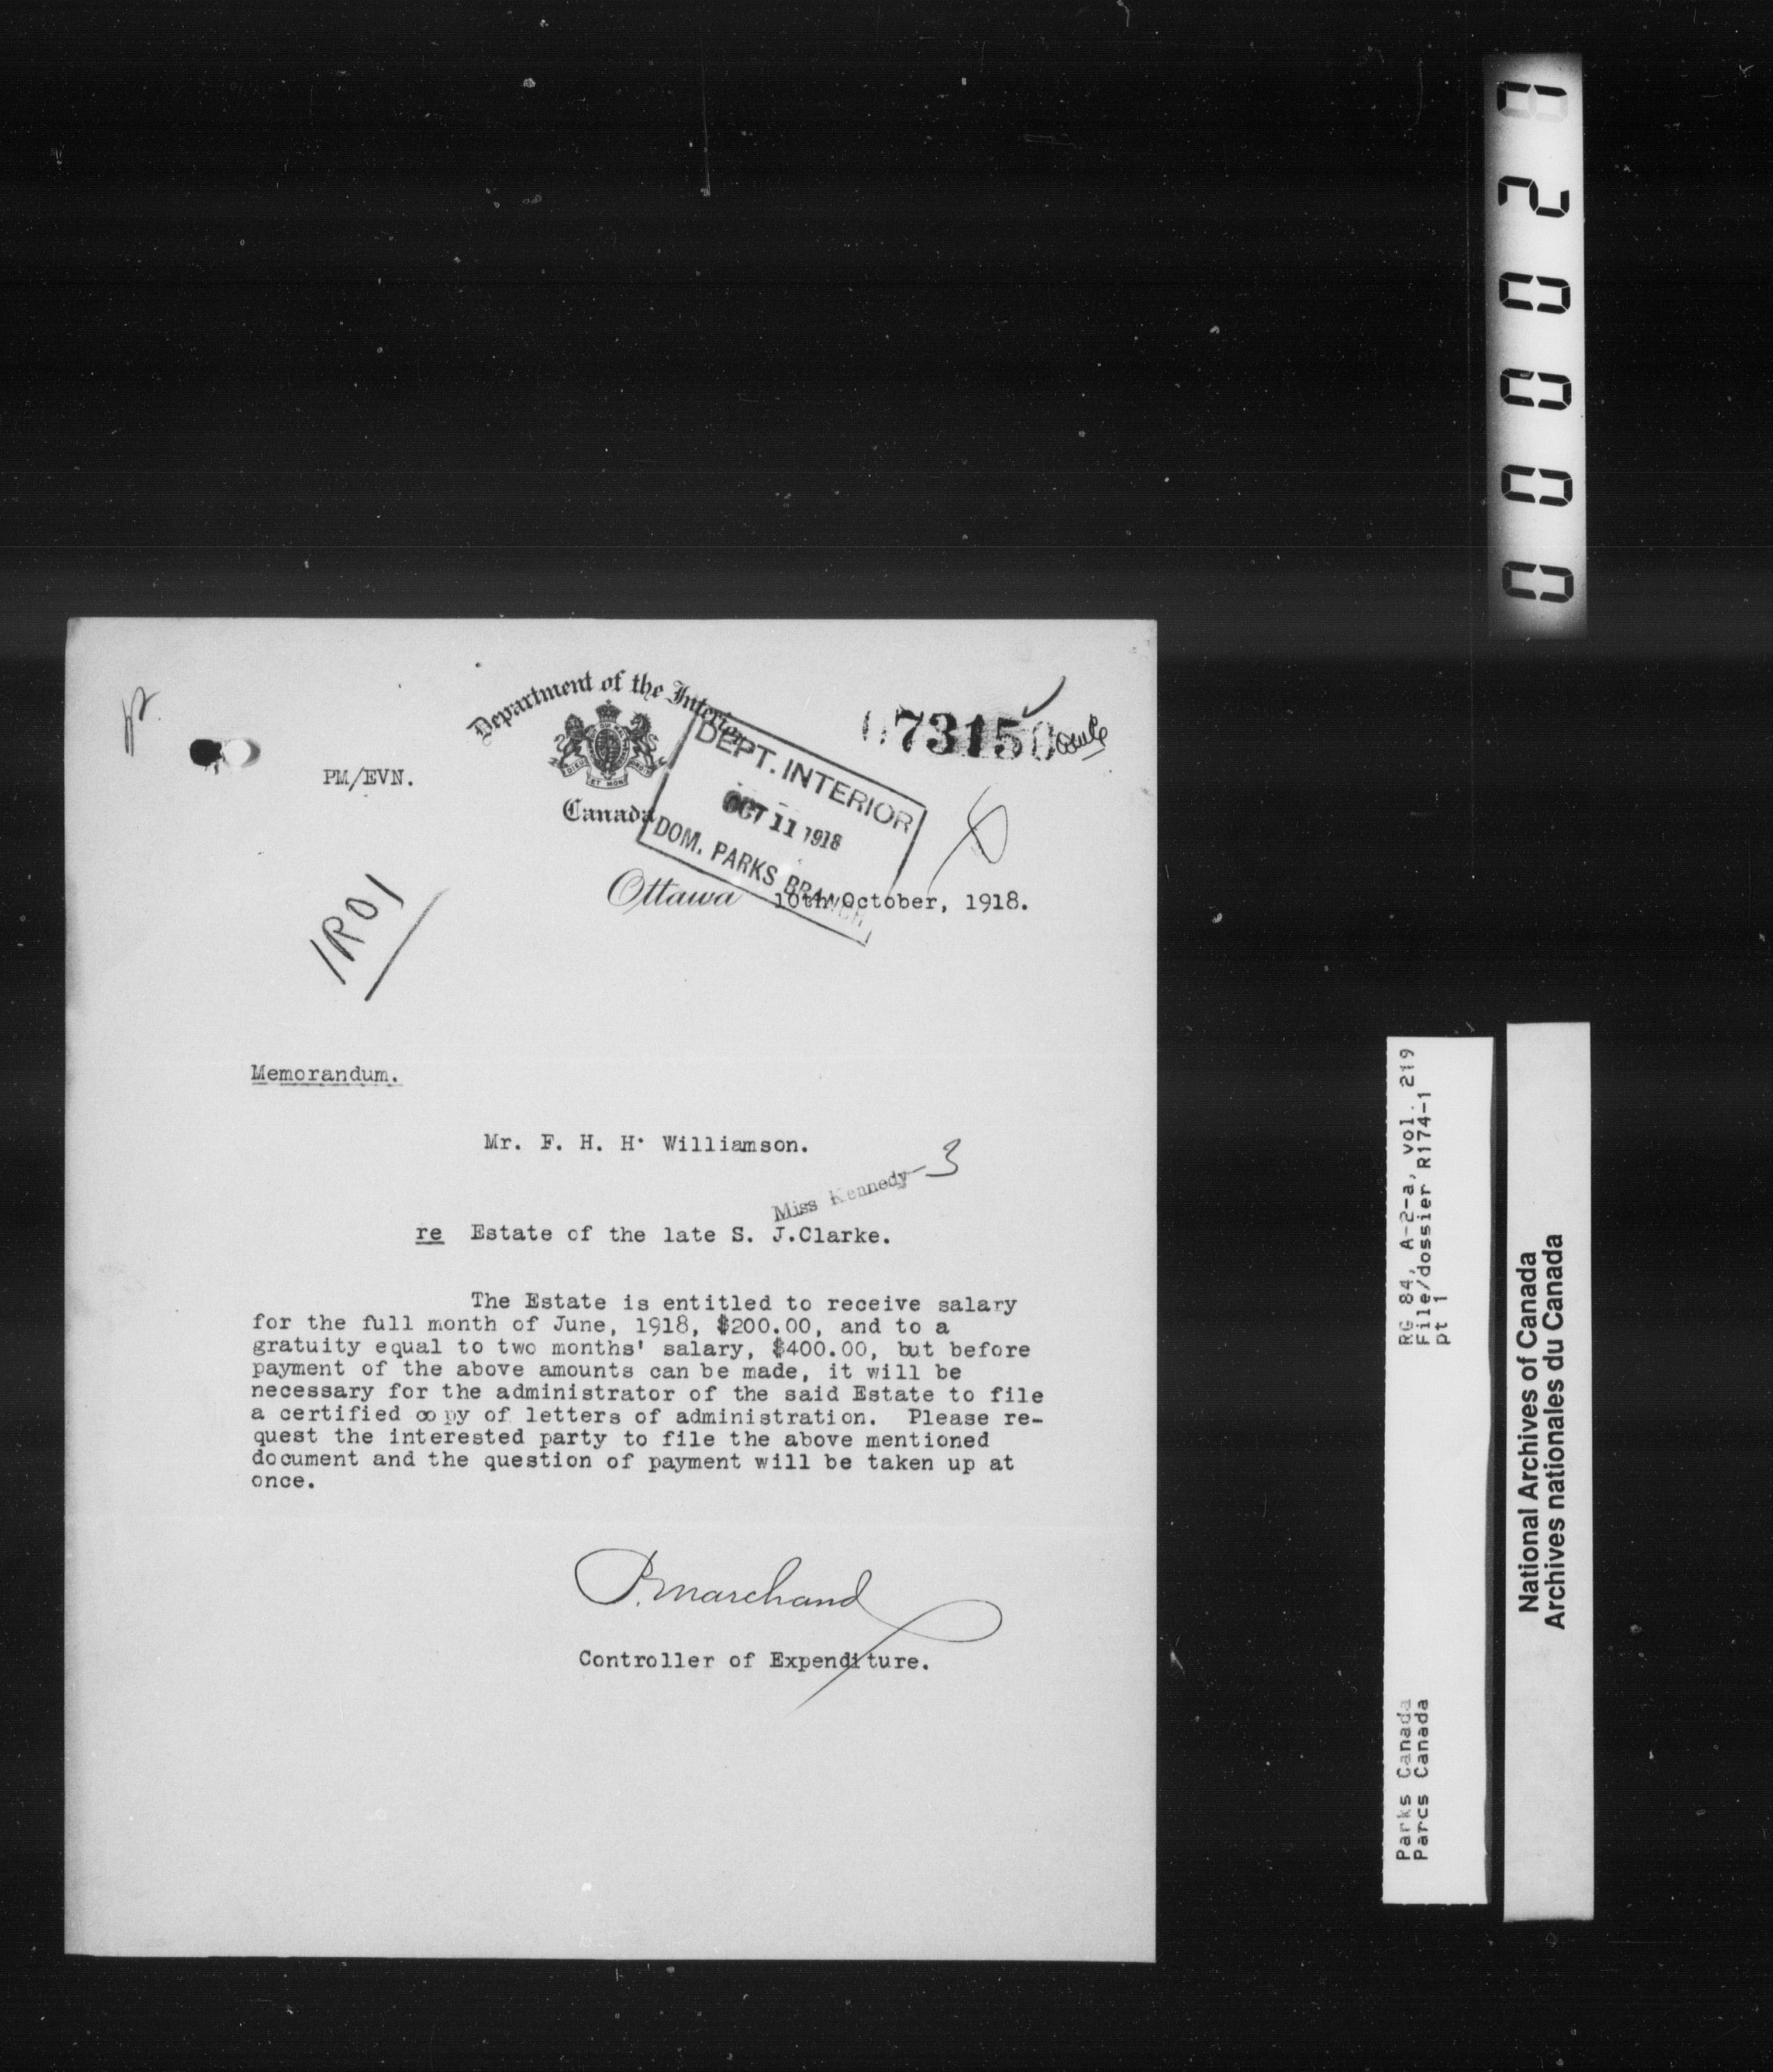 Department of the Interior
Canada
PM/EVN.
DEPT. INTERIOR
OCT 11 1918
DOM. PARKS BRANCH
073150
Ottawa 10th October, 1918.
1R01
Memorandum.
Mr. F. H. H. Williamson.
Miss Kennedy-3
re Estate of the late S. J.Clarke.
The Estate is entitled to receive salary
for the full month of June, 1918, $200.00, and to a
gratuity equal to two months' salary, $400.00, but before
payment of the above amounts can be made, it will be
necessary for the administrator of the said Estate to file
a certified copy of letters of administration. Please re-
quest the interested party to file the above mentioned
document and the question of payment will be taken up at
once.
P. Marchand
Controller of Expenditure.
RG 84, A-2-a, vol. 219
File/dossier R174-1
pt 1
Parks Canada
Parcs Canada
National Archives of Canada
Archives nationales du Canada